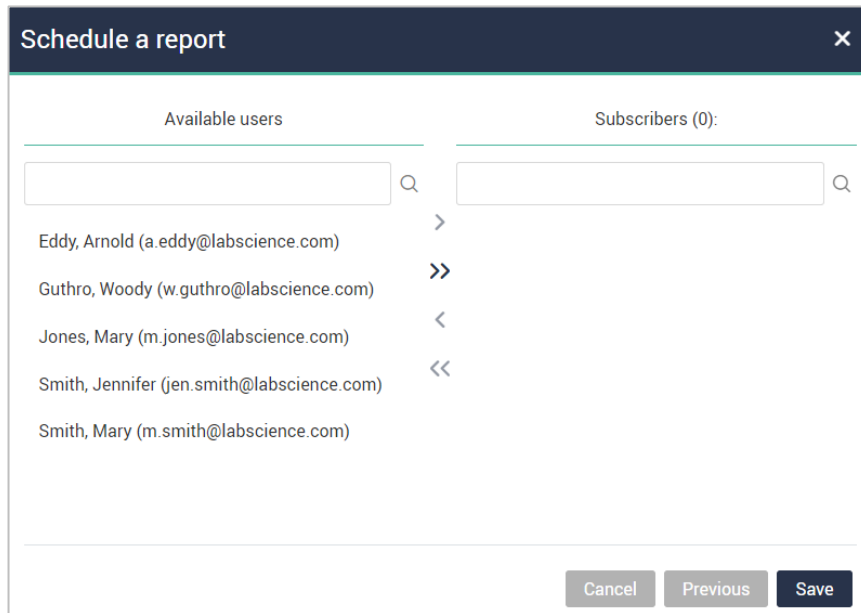 Schedule a report
Available users
Subscribers (0):
Eddy, Arnold (a.eddy@labscience.com)
Guthro, Woody (w.guthro@labscience.com)
Jones, Mary (m.jones@labscience.com)
Smith, Jennifer (jen.smith@labscience.com)
Smith, Mary (m.smith@labscience.com)
Cancel
Previous
Save